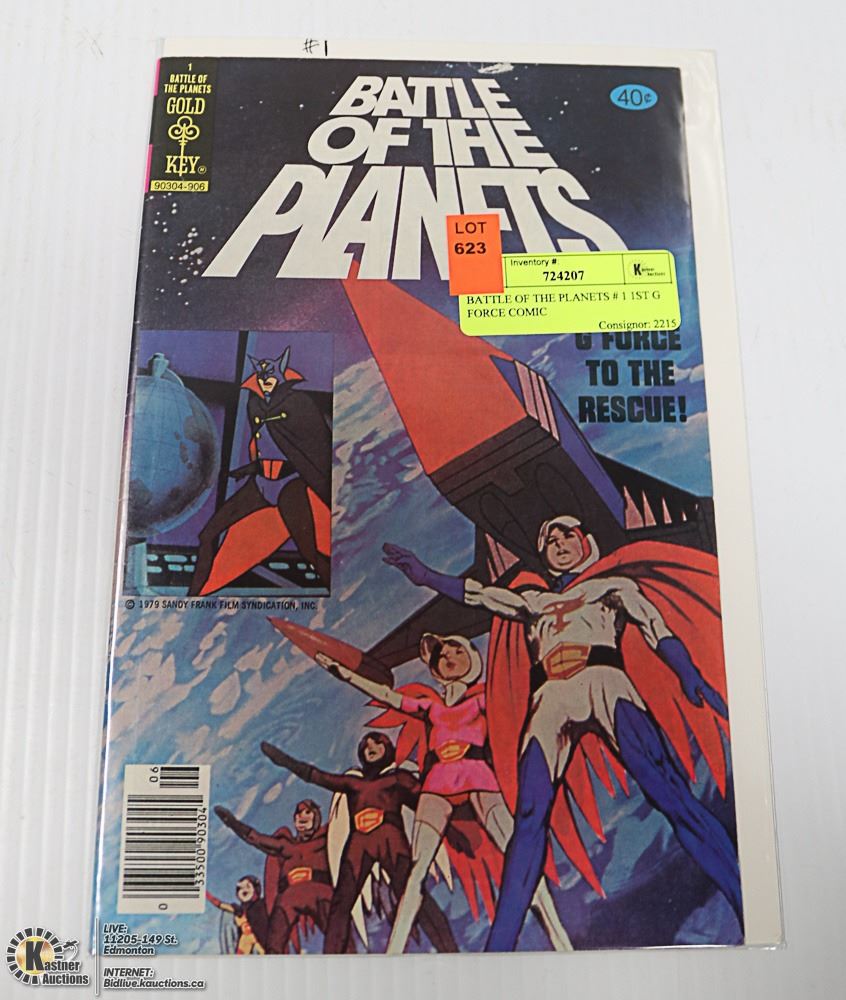 #1
1
BATTLE OF
THE PLANETS
GOLD
KEY
90304-906
BATTLE
OF THE
PLANETS
40¢
LOT
623
Inventory #:
724207
Kastner
Auctions
BATTLE OF THE PLANETS # 1 1ST G
FORCE COMIC
Consignor: 2215
G FORCE
TO THE
RESCUE!
© 1979 SANDY FRANK FILM SYNDICATION, INC.
06
0
33500 90304
LIVE:
11205-149 St.
Edmonton
INTERNET:
Bidlive.kauctions.ca
Kastner
Auctions